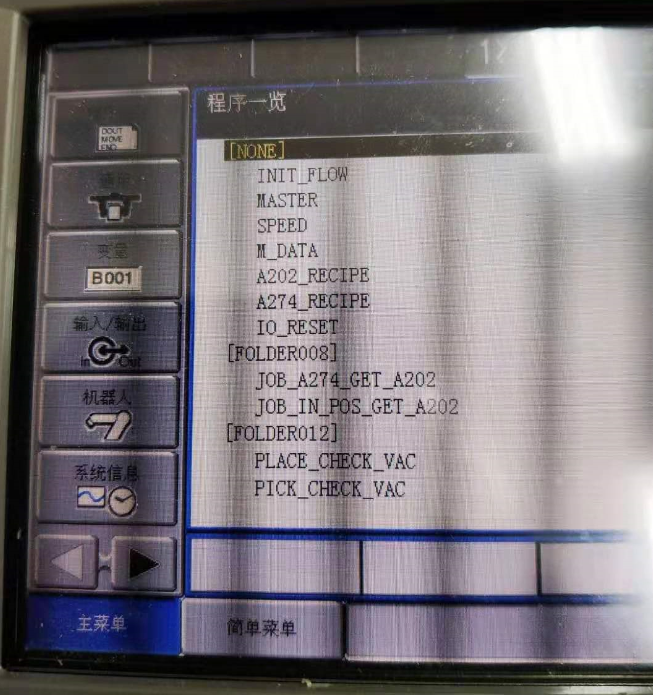 程序一览
DOUT
MOVE
END
[NONE]
INIT_FLOW
MASTER
SPEED
M_DATA
A202_RECIPE
A274_RECIPE
IO_RESET
[FOLDER008]
JOB_A274_GET_A202
JOB_IN_POS_GET_A202
[FOLDER012]
PLACE_CHECK_VAC
PICK_CHECK_VAC
变量
B001
输入/输出
In Out
机器人
系统信息
主菜单
简单菜单